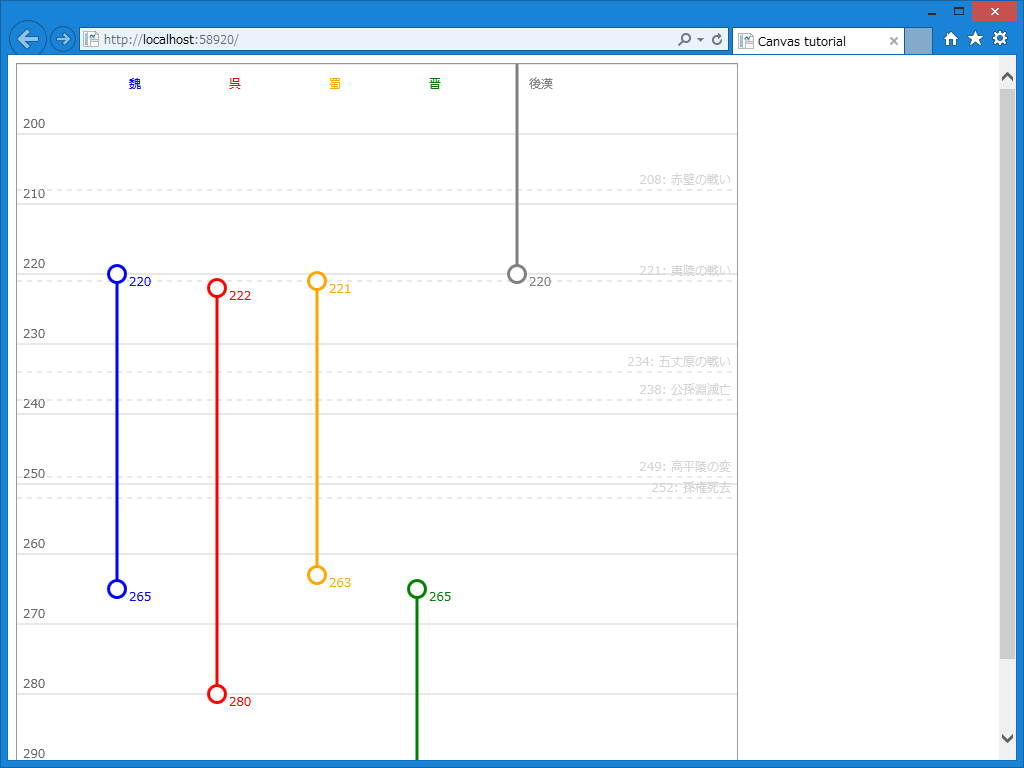 http://localhost:58920/
Canvas tutorial
魏 呉 蜀 晋 後漢
200
208: 赤壁の戦い
210
220
221: 夷陵の戦い
220
221
220
222
230
234: 五丈原の戦い
238: 公孫淵滅亡
240
249: 高平陵の変
250
252: 孫権死去
260
263
265
265
270
280
280
290